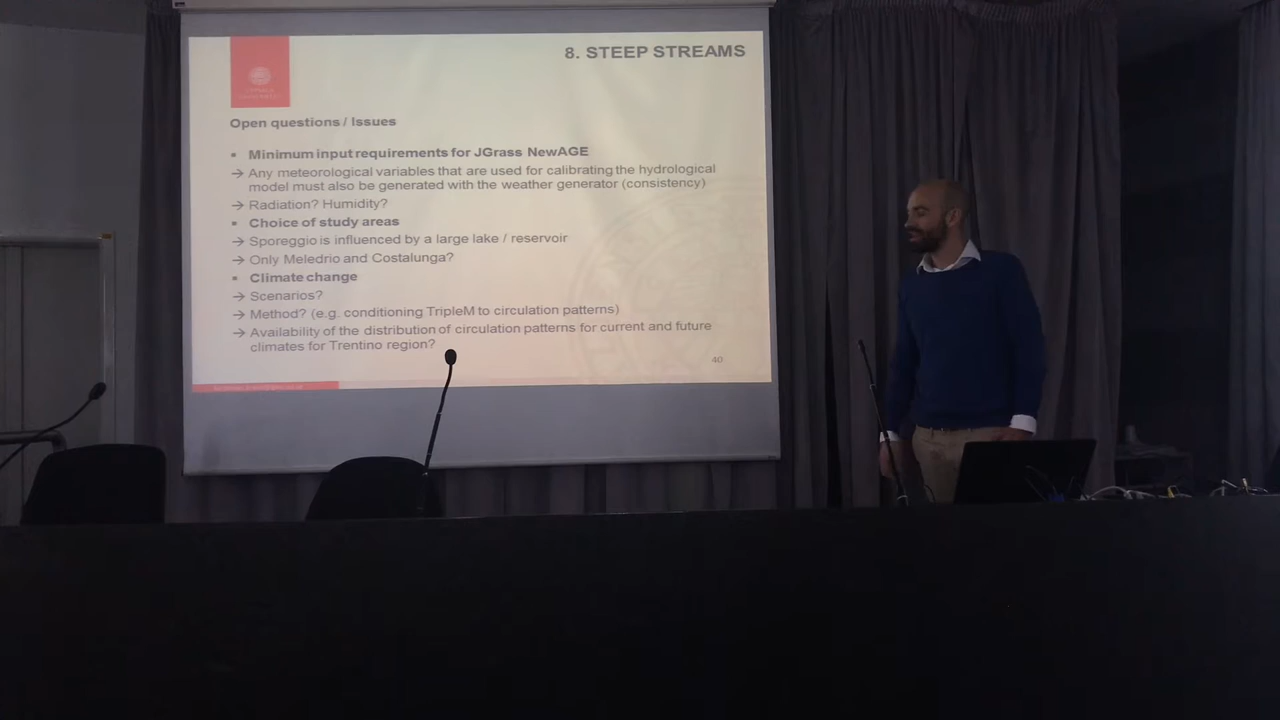 8. STEEP STREAMS
Open questions / Issues
▪ Minimum input requirements for JGrass NewAGE
→ Any meteorological variables that are used for calibrating the hydrological
model must also be generated with the weather generator (consistency)
→ Radiation? Humidity?
▪ Choice of study areas
→ Sporeggio is influenced by a large lake / reservoir
→ Only Meledrio and Costalunga?
▪ Climate change
→ Scenarios?
→ Method? (e.g. conditioning TripleM to circulation patterns)
→ Availability of the distribution of circulation patterns for current and future
climates for Trentino region?
40